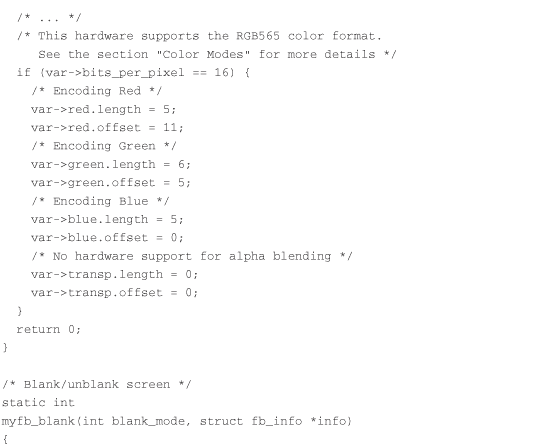 /* ... */
/* This hardware supports the RGB565 color format.
See the section "Color Modes" for more details */
if (var->bits_per_pixel == 16) {
/* Encoding Red */
var->red.length = 5;
var->red.offset = 11;
/* Encoding Green */
var->green.length = 6;
var->green.offset = 5;
/* Encoding Blue */
var->blue.length = 5;
var->blue.offset = 0;
/* No hardware support for alpha blending */
var->transp.length = 0;
var->transp.offset = 0;
}
return 0;
}
/* Blank/unblank screen */
static int
myfb_blank(int blank_mode, struct fb_info *info)
{